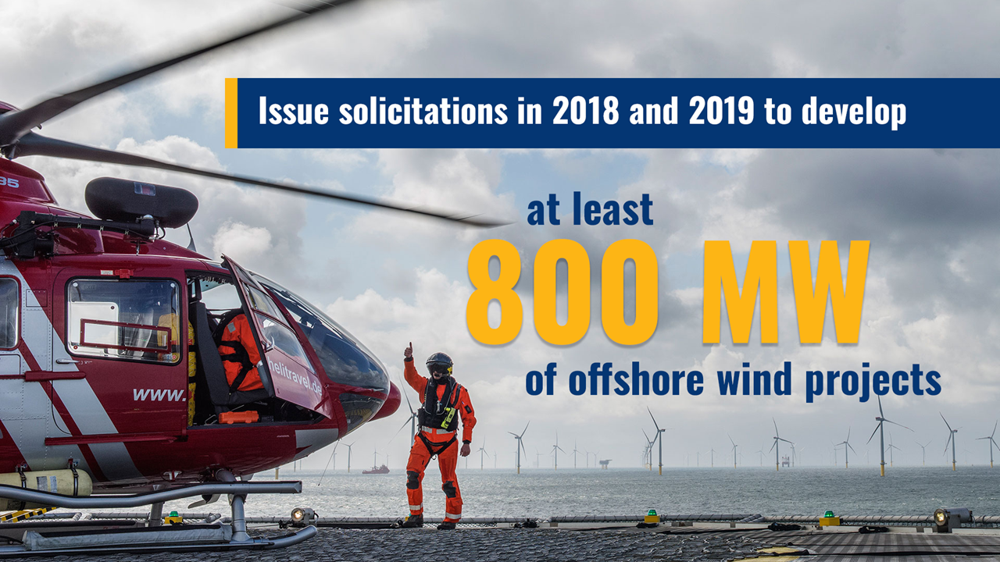 Issue solicitations in 2018 and 2019 to develop
at least
800 MW
of offshore wind projects
35
www.
helitravel.de